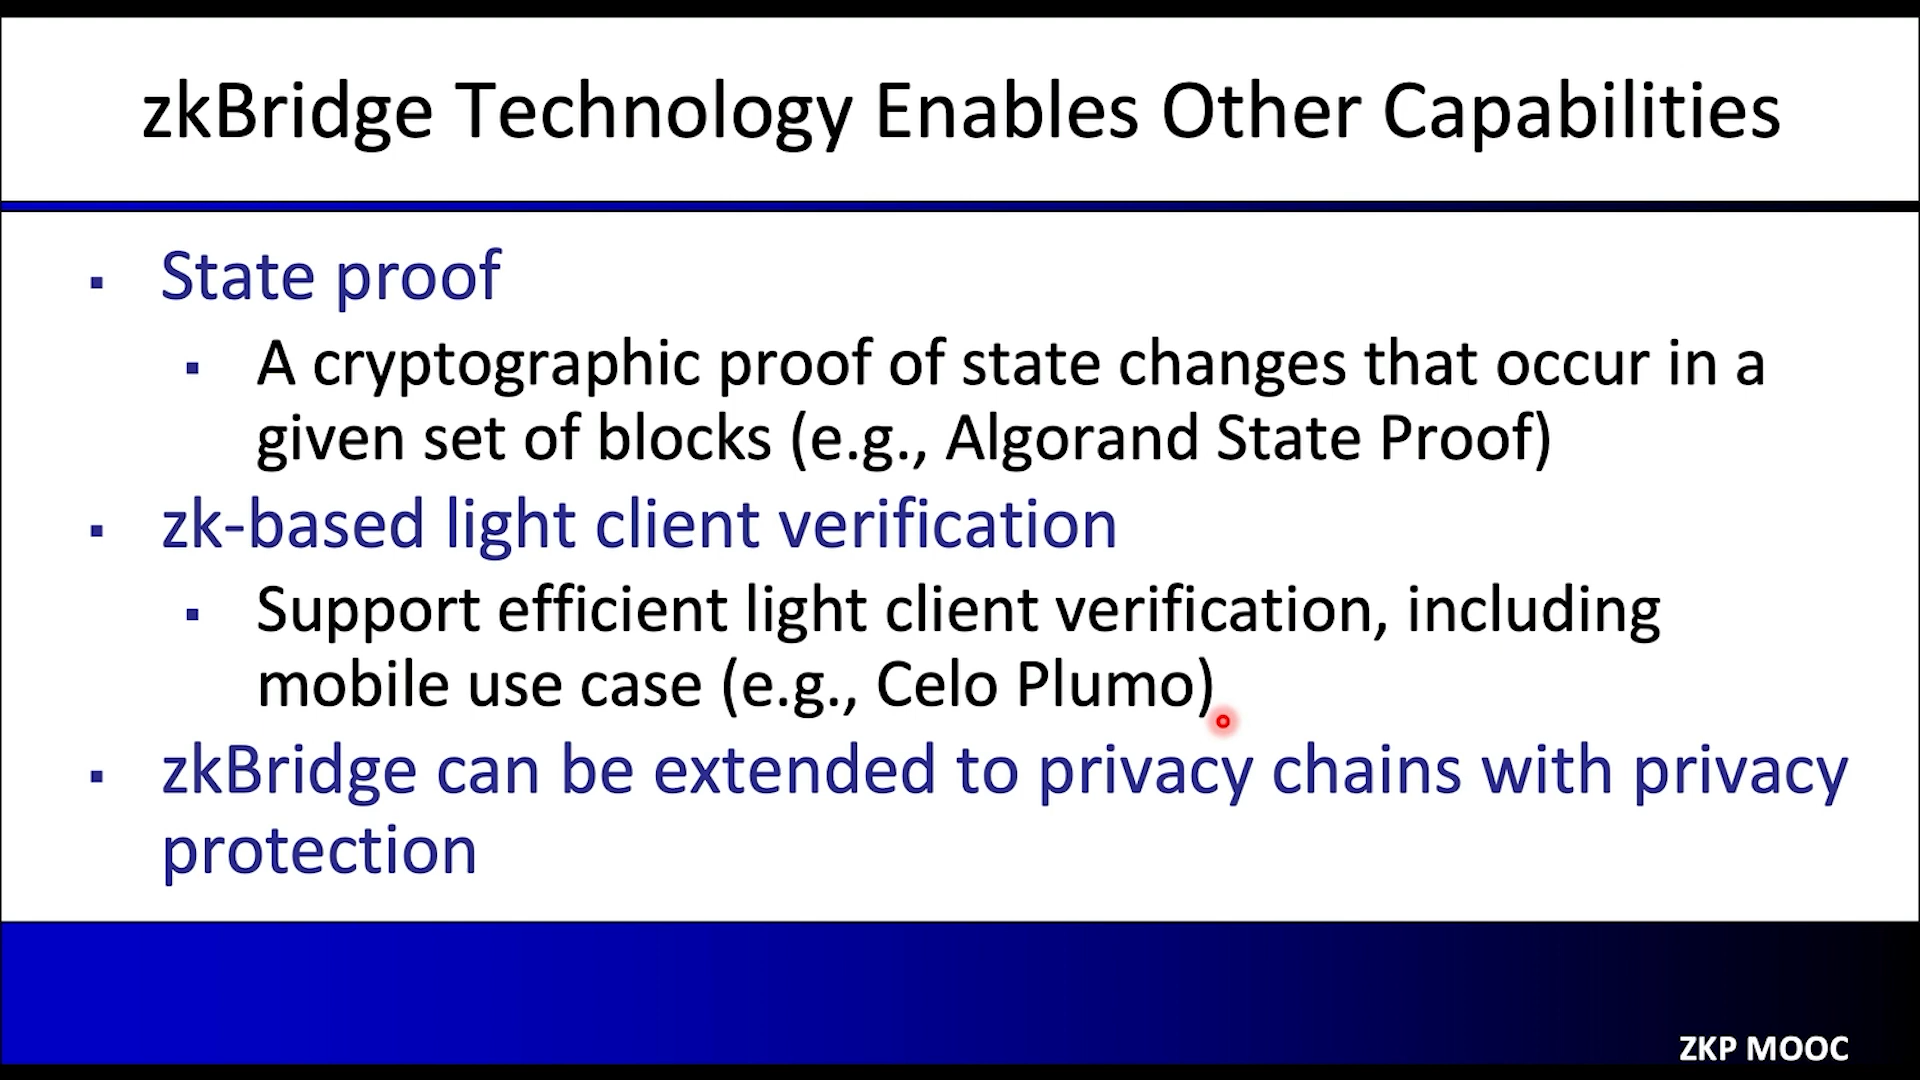 zkBridge Technology Enables Other Capabilities
▪ State proof
▪ A cryptographic proof of state changes that occur in a
given set of blocks (e.g., Algorand State Proof)
▪ zk-based light client verification
▪ Support efficient light client verification, including
mobile use case (e.g., Celo Plumo)
▪ zkBridge can be extended to privacy chains with privacy
protection
ZKP MOOC